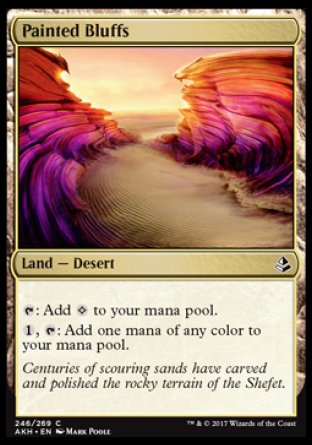 Painted Bluffs
Land — Desert
: Add to your mana pool.
1, : Add one mana of any color to
your mana pool.
Centuries of scouring sands have carved
and polished the rocky terrain of the Shefet.
246/269 C
AKH • EN Mark Poole
™ & © 2017 Wizards of the Coast